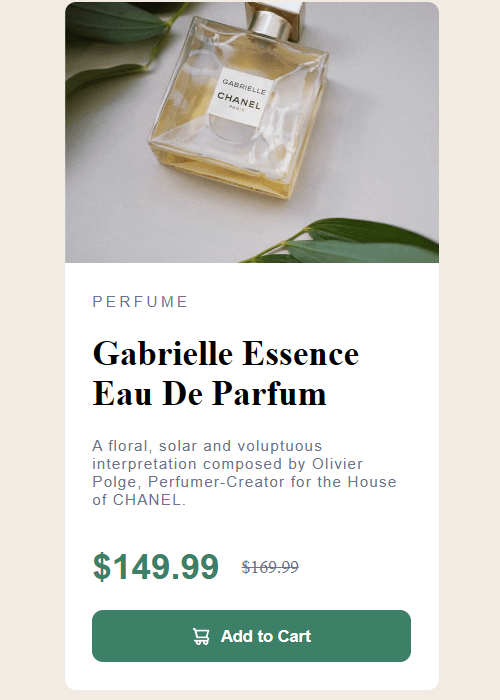 GABRIELLE
CHANEL
PARIS
PERFUME
Gabrielle Essence
Eau De Parfum
A floral, solar and voluptuous
interpretation composed by Olivier
Polge, Perfumer-Creator for the House
of CHANEL.
$149.99 $169.99
Add to Cart